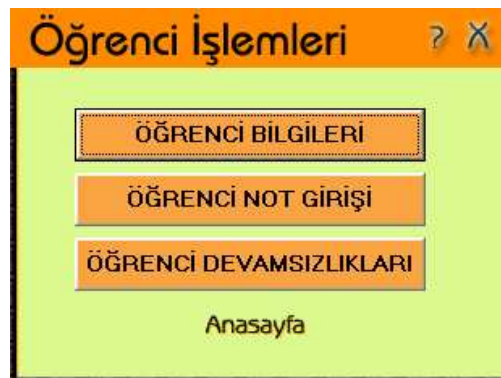 Öğrenci İşlemleri ? X
ÖĞRENCİ BİLGİLERİ
ÖĞRENCİ NOT GİRİŞİ
ÖĞRENCİ DEVAMSIZLIKLARI
Anasayfa